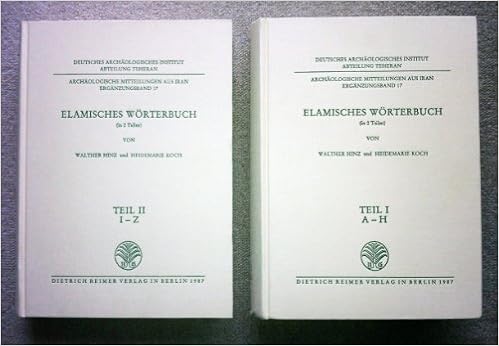 DEUTSCHES ARCHÄOLOGISCHES INSTITUT
ABTEILUNG TEHERAN
ARCHÄOLOGISCHE MITTEILUNGEN AUS IRAN
ERGÄNZUNGSBAND 17
ELAMISCHES WÖRTERBUCH
(in 2 Teilen)
VON
WALTHER HINZ und HEIDEMARIE KOCH
TEIL II
I – Z
DIETRICH REIMER VERLAG IN BERLIN 1987
DEUTSCHES ARCHÄOLOGISCHES INSTITUT
ABTEILUNG TEHERAN
ARCHÄOLOGISCHE MITTEILUNGEN AUS IRAN
ERGÄNZUNGSBAND 17
ELAMISCHES WÖRTERBUCH
(in 2 Teilen)
VON
WALTHER HINZ und HEIDEMARIE KOCH
TEIL I
A – H
DIETRICH REIMER VERLAG IN BERLIN 1987